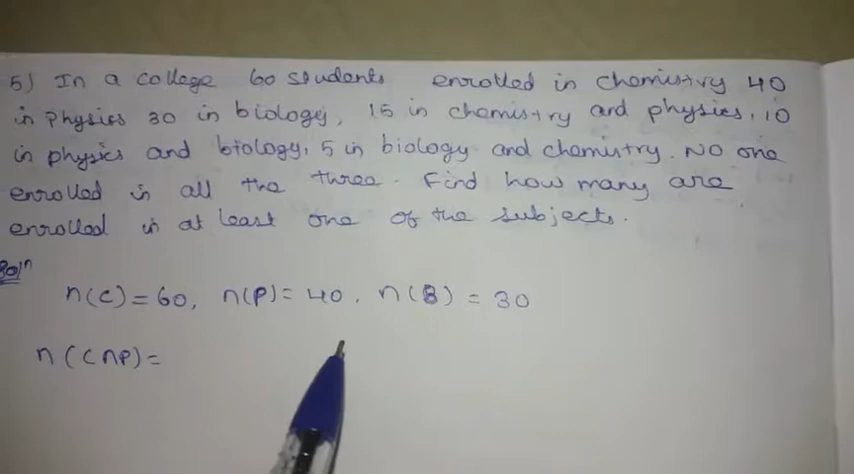 5) In a college 60 students enrolled in chemistry 40
in physics 30 in biology, 15 in chemistry and physics, 10
in physics and biology, 5 in biology and chemistry. No one
enrolled in all the three. Find how many are
enrolled in at least one of the subjects.
Soln
n(C) = 60, n(P) = 40, n(B) = 30
n(C∩P) =